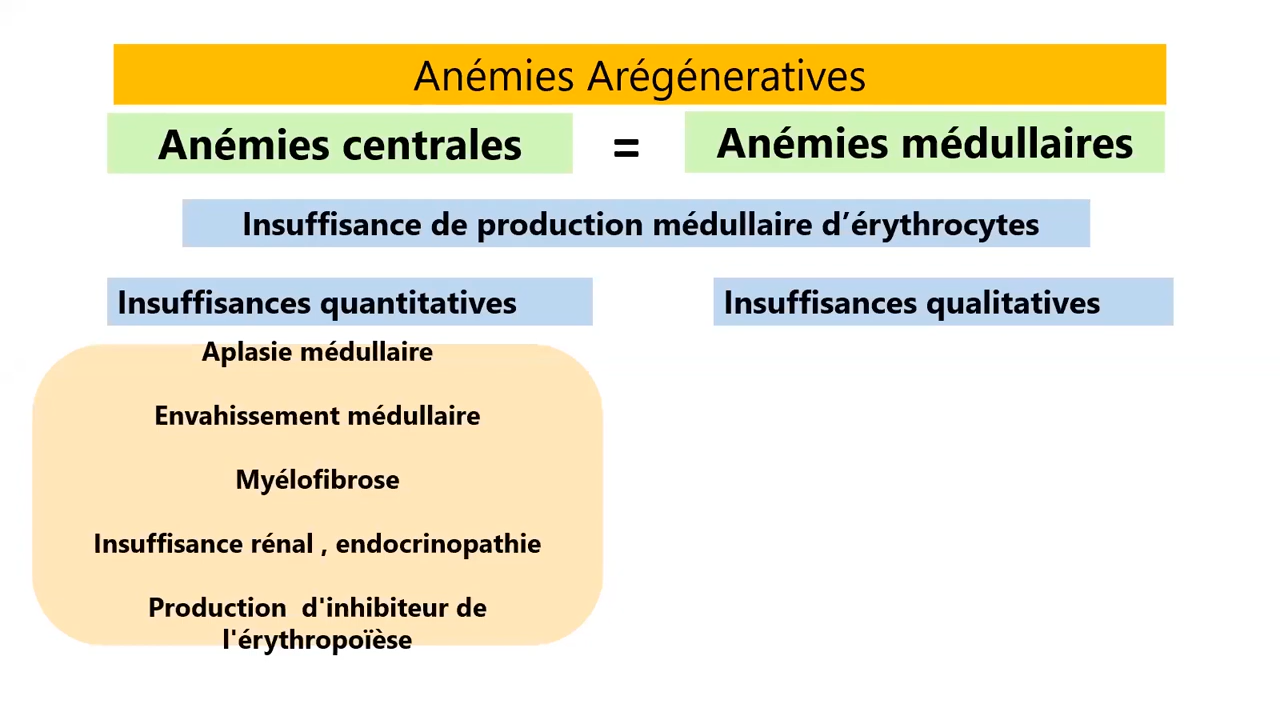 Anémies Arégéneratives
Anémies centrales = Anémies médullaires
Insuffisance de production médullaire d’érythrocytes
Insuffisances quantitatives
Insuffisances qualitatives
Aplasie médullaire
Envahissement médullaire
Myélofibrose
Insuffisance rénal , endocrinopathie
Production  d'inhibiteur de
l'érythropoïèse